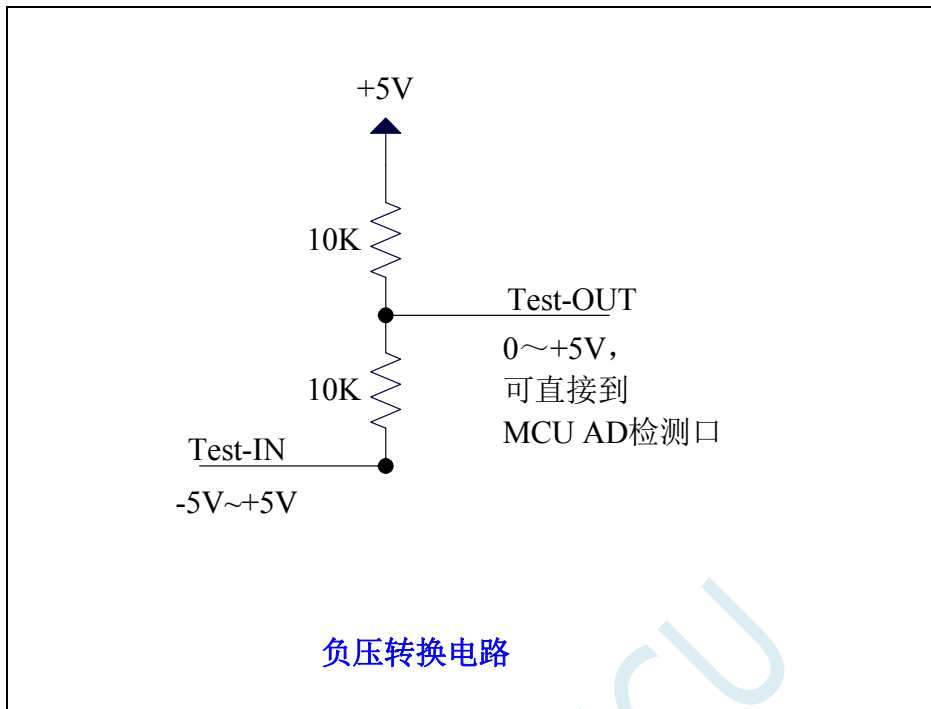 +5V
10K
Test-OUT
0～+5V，
可直接到
MCU AD检测口
10K
Test-IN
-5V~+5V
负压转换电路
CU